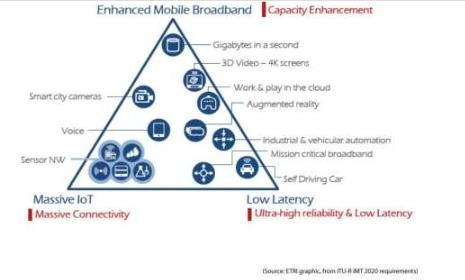 Enhanced Mobile Broadband
Capacity Enhancement
Gigabytes in a second
3D Video – 4K screens
Smart city cameras
Work & play in the cloud
Augmented reality
Voice
Industrial & vehicular automation
Mission critical broadband
Sensor NW
Self Driving Car
Massive IoT
Low Latency
Massive Connectivity
Ultra-high reliability & Low Latency
(Source: ETRI graphic, from ITU-R IMT 2020 requirements)